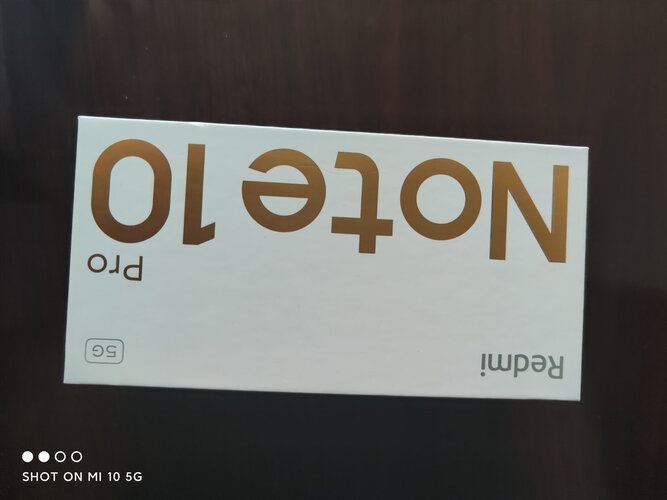 Redmi
5G
Pro
Note 10
SHOT ON MI 10 5G